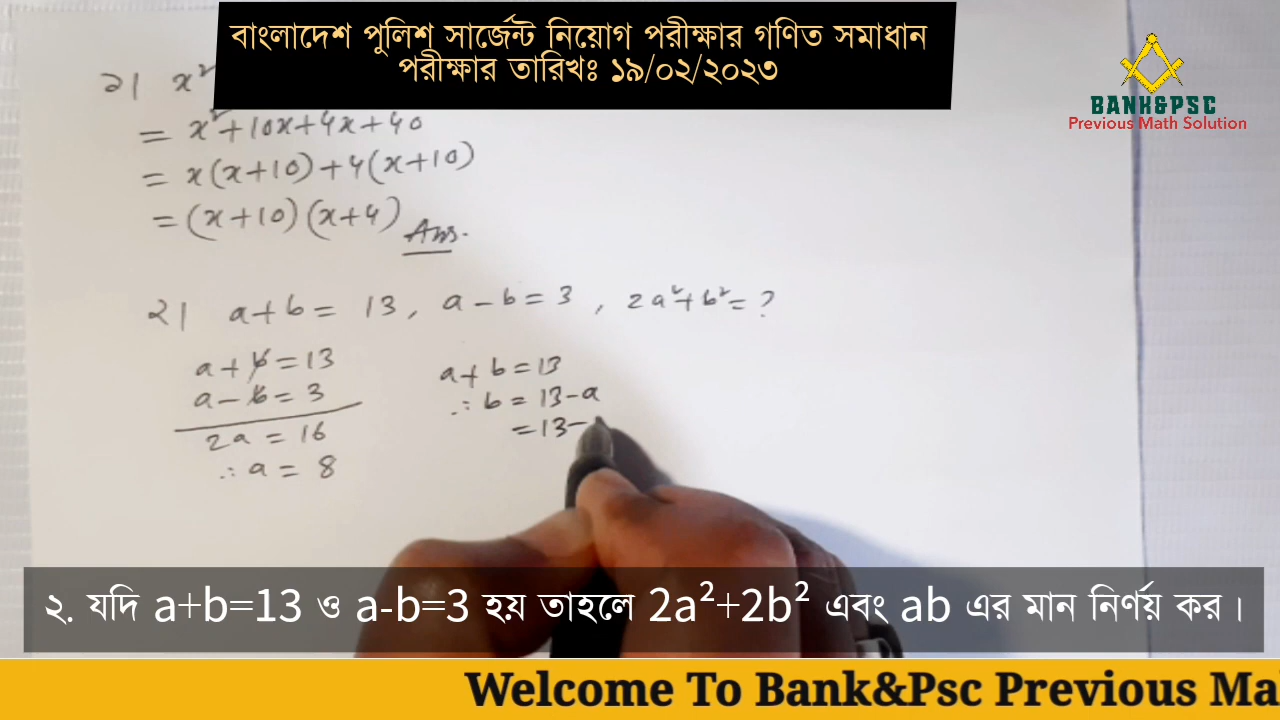 বাংলাদেশ পুলিশ সার্জেন্ট নিয়োগ পরীক্ষার গণিত সমাধান
পরীক্ষার তারিখঃ ১৯/০২/২০২৩
BANK&PSC
Previous Math Solution
১। x²
= x²+10x+4x+40
= x(x+10)+4(x+10)
= (x+10)(x+4) Ans.
২। a+b = 13, a-b=3, 2a²+b²=?
a+b=13
a-b=3
2a = 16
∴ a = 8
a+b=13
∴ b = 13-a
=13-
২. যদি a+b=13 ও a-b=3 হয় তাহলে 2a²+2b² এবং ab এর মান নির্ণয় কর।
Welcome To Bank&Psc Previous Ma